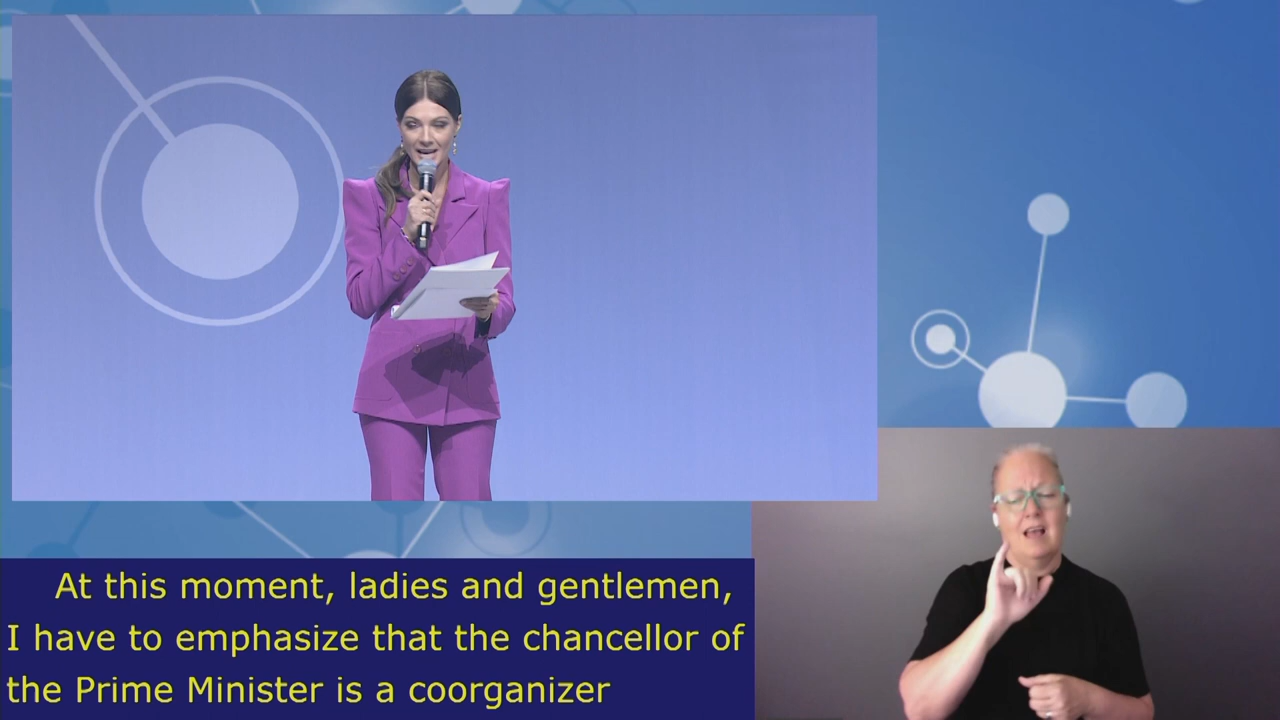 At this moment, ladies and gentlemen,
I have to emphasize that the chancellor of
the Prime Minister is a coorganizer